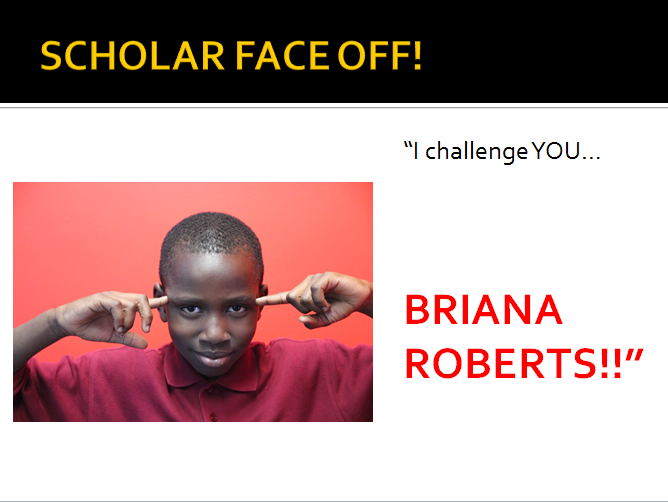 SCHOLAR FACE OFF!
“I challenge YOU…
BRIANA
ROBERTS!!”